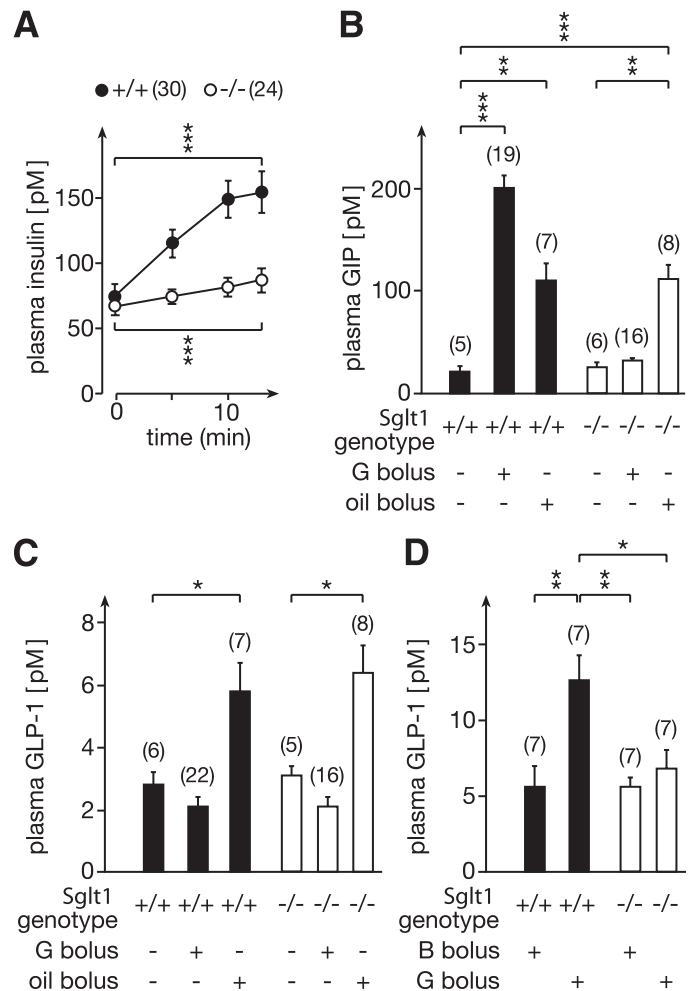 A
+/+ (30) -/- (24)
***
150
100
50
0
plasma insulin [pM]
***
0 10
time (min)
B
***
** **
***
(19)
(7)
(8)
(5)
(6) (16)
200
100
0
plasma GIP [pM]
Sglt1 genotype +/+ +/+ +/+ -/- -/- -/-
G bolus - + - - + -
oil bolus - - + - - +
C
* *
8
6
4
2
0
plasma GLP-1 [pM]
(6) (22) (7) (5) (16) (8)
Sglt1 genotype +/+ +/+ +/+ -/- -/- -/-
G bolus - + - - + -
oil bolus - - + - - +
D
*
** **
15
10
5
0
plasma GLP-1 [pM]
(7) (7) (7) (7)
Sglt1 genotype +/+ +/+ -/- -/-
B bolus + +
G bolus + +